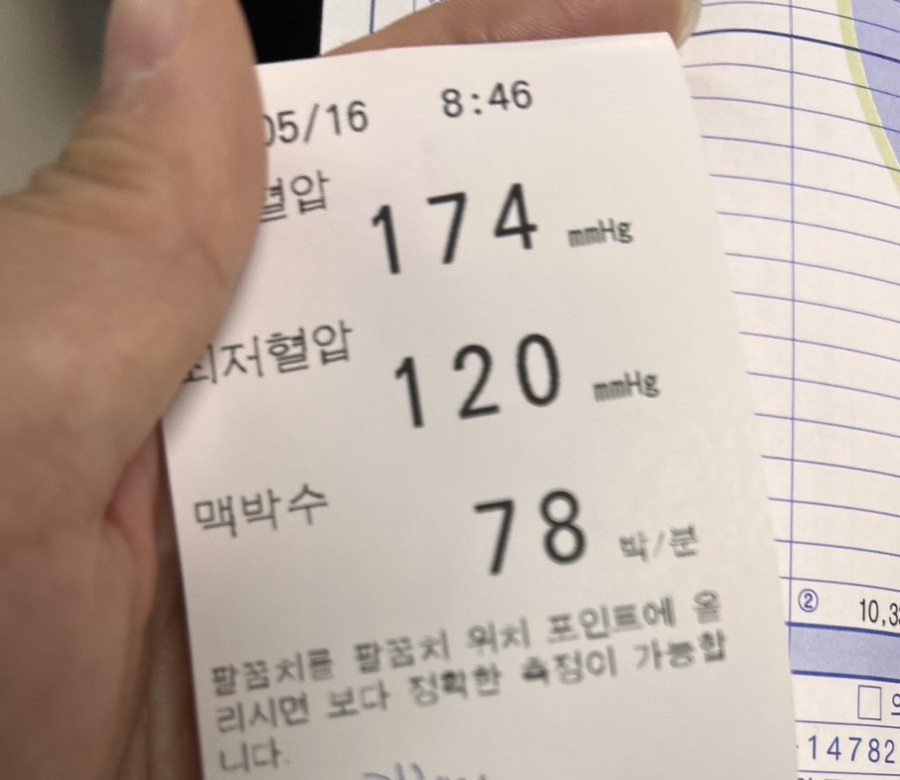 05/16 8:46
혈압 174 mmHg
최저혈압 120 mmHg
맥박수 78 박/분
팔꿈치를 팔꿈치 위치 포인트에 올
리시면 보다 정확한 측정이 가능합
니다.
②
14782